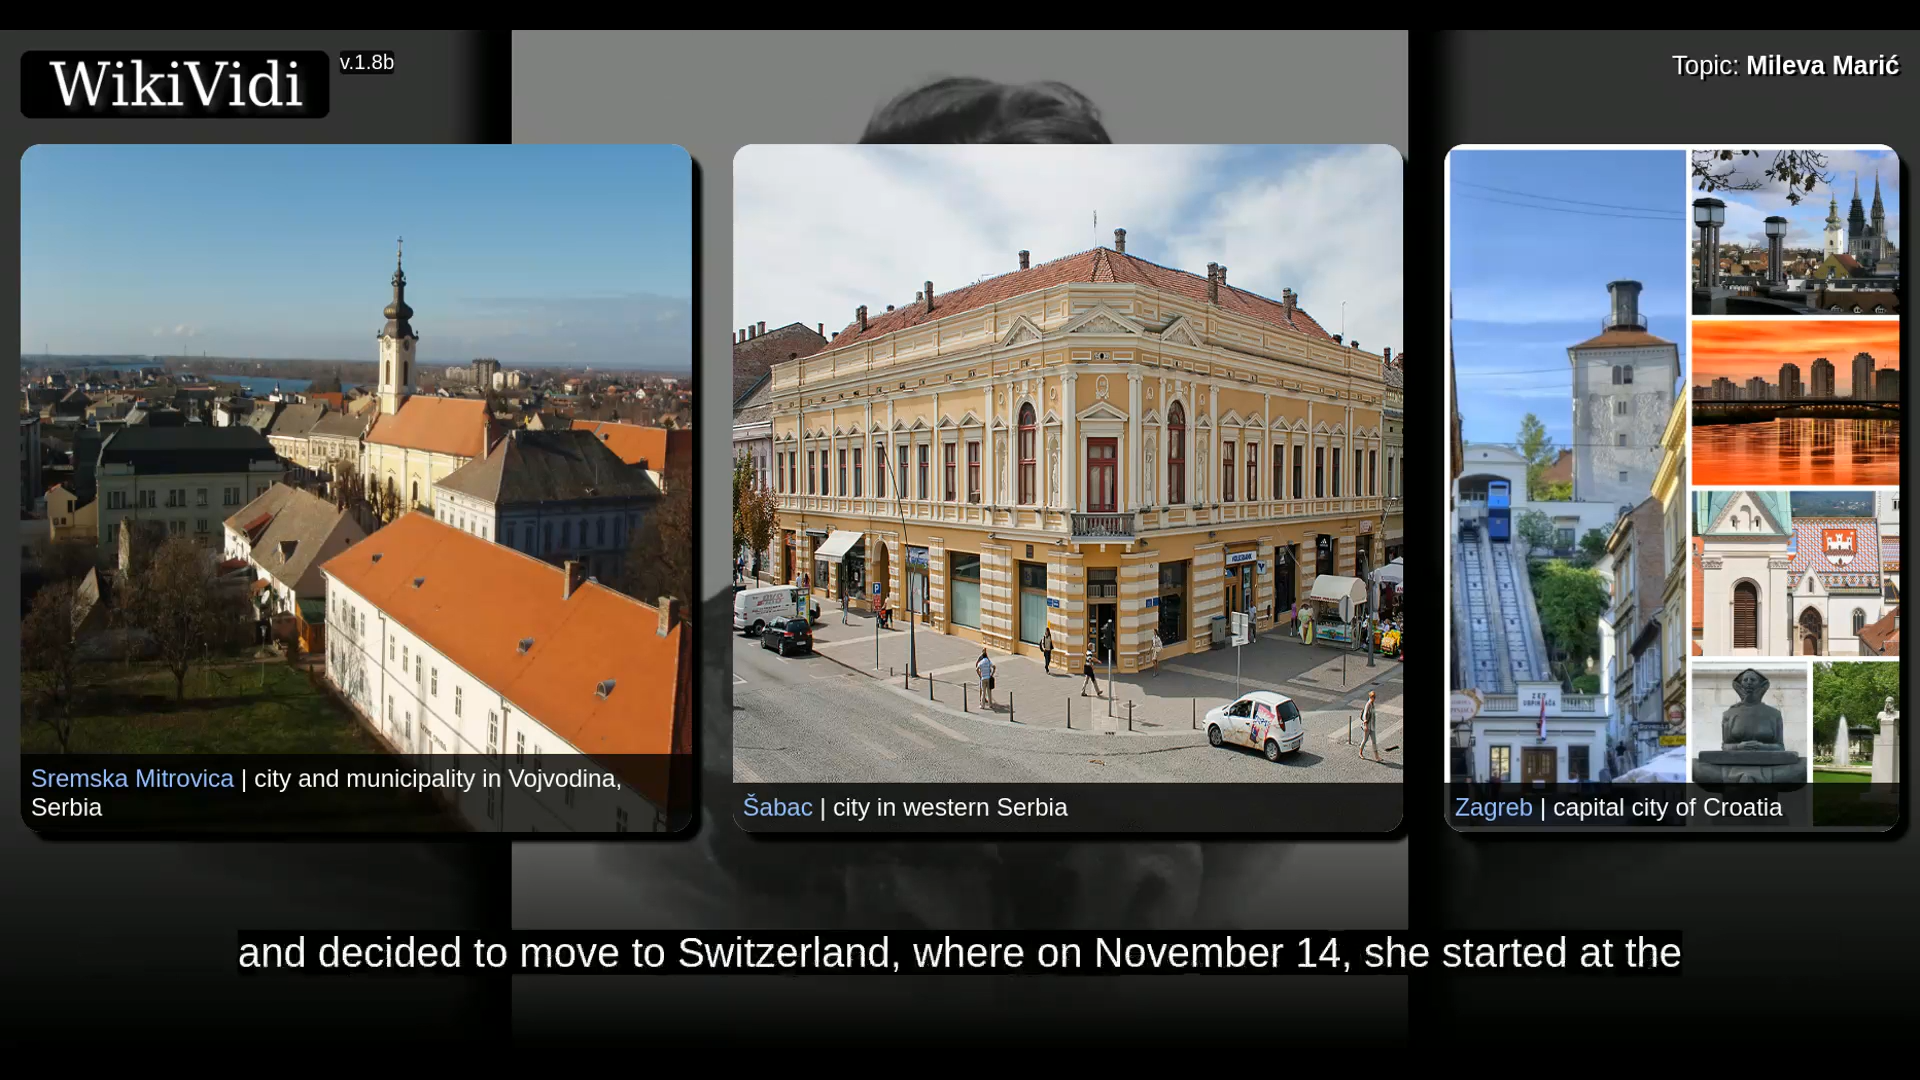 WikiVidi
v.1.8b
Topic: Mileva Marić
Sremska Mitrovica | city and municipality in Vojvodina,
Serbia
Šabac | city in western Serbia
Zagreb | capital city of Croatia
and decided to move to Switzerland, where on November 14, she started at the